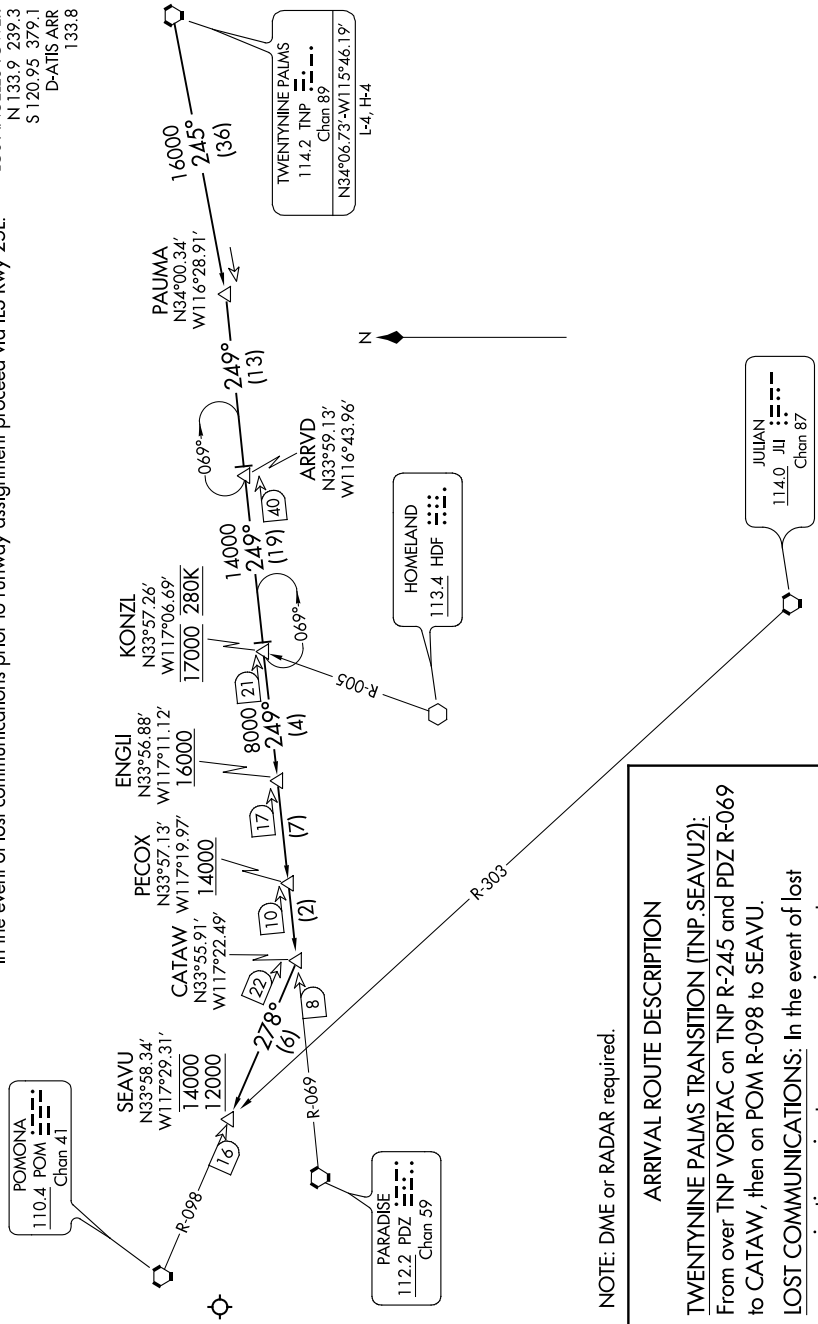 In the event of lost communications prior to runway assignment proceed via ILS Rwy 25L.
N 133.9 239.3
S 120.95 379.1
D-ATIS ARR
133.8
POMONA
110.4 POM
Chan 41
R-098
16
SEAVU
N33°58.34'
W117°29.31'
14000
12000
278°
(6)
22
CATAW
N33°55.91'
W117°22.49'
8
R-069
PARADISE
112.2 PDZ
Chan 59
(2)
10
PECOX
N33°57.13'
W117°19.97'
14000
(7)
17
ENGLI
N33°56.88'
W117°11.12'
16000
8000
249°
(4)
21
KONZL
N33°57.26'
W117°06.69'
17000 280K
069°
R-005
HOMELAND
113.4 HDF
14000
249°
(19)
40
ARRVD
N33°59.13'
W116°43.96'
069°
249°
(13)
PAUMA
N34°00.34'
W116°28.91'
16000
245°
(36)
TWENTYNINE PALMS
114.2 TNP
Chan 89
N34°06.73'-W115°46.19'
L-4, H-4
N
JULIAN
114.0 JLI
Chan 87
R-303
NOTE: DME or RADAR required.
ARRIVAL ROUTE DESCRIPTION
TWENTYNINE PALMS TRANSITION (TNP.SEAVU2):
From over TNP VORTAC on TNP R-245 and PDZ R-069
to CATAW, then on POM R-098 to SEAVU.
LOST COMMUNICATIONS: In the event of lost